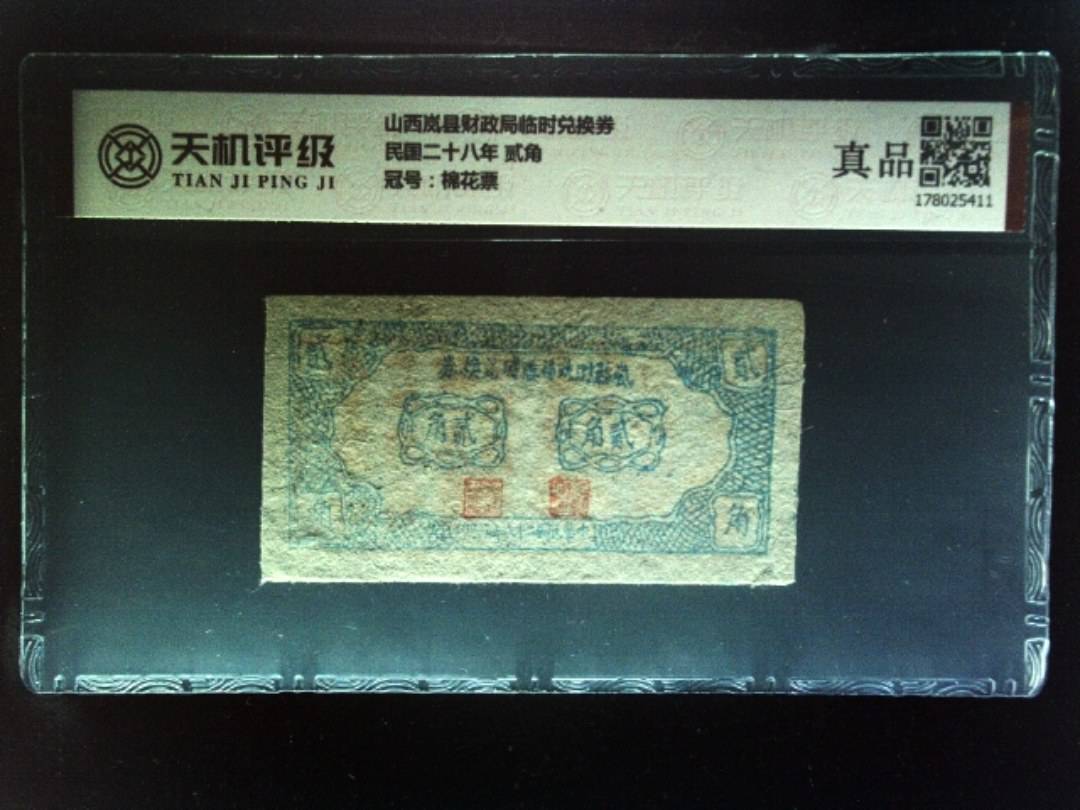 天机评级
TIAN JI PING JI
山西岚县财政局临时兑换券
民国二十八年 贰角
冠号：棉花票
真品
178025411
贰
贰角
贰角
角